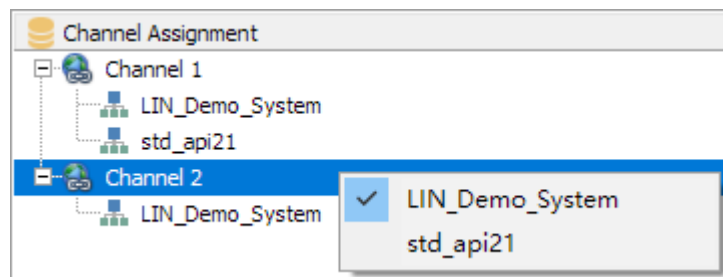 Channel Assignment
Channel 1
LIN_Demo_System
std_api21
Channel 2
LIN_Demo_System
LIN_Demo_System
std_api21